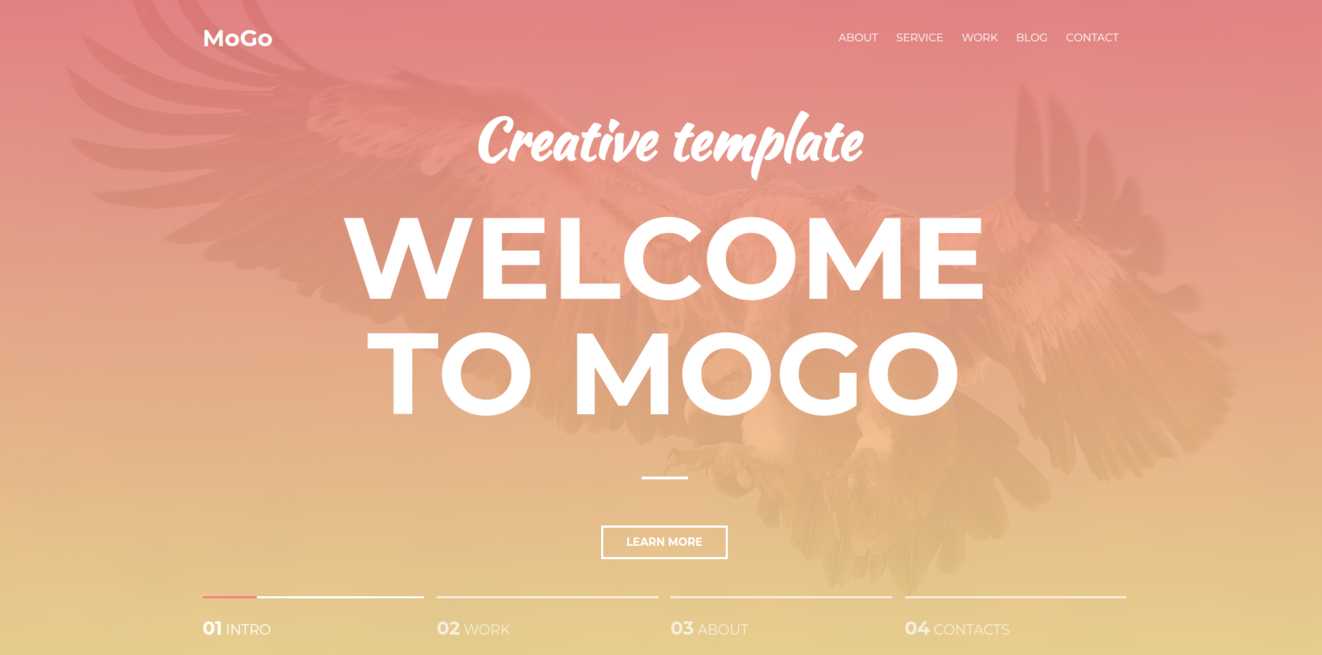 MoGo
ABOUT SERVICE WORK BLOG CONTACT
Creative template
WELCOME
TO MOGO
LEARN MORE
01 INTRO
02 WORK
03 ABOUT
04 CONTACTS